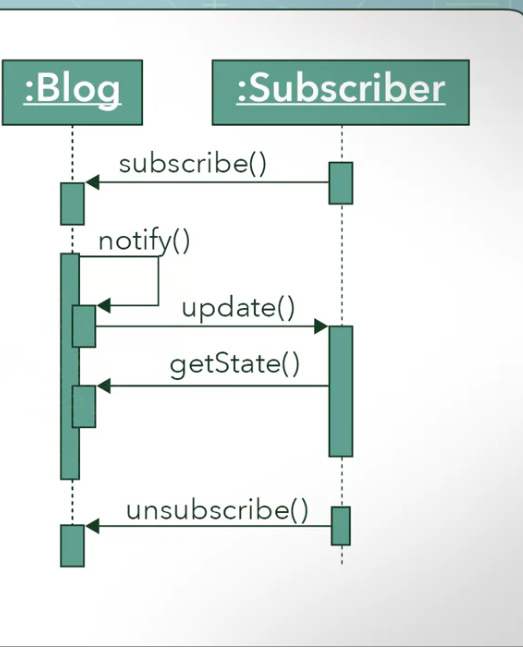 :Blog
:Subscriber
subscribe()
notify()
update()
getState()
unsubscribe()